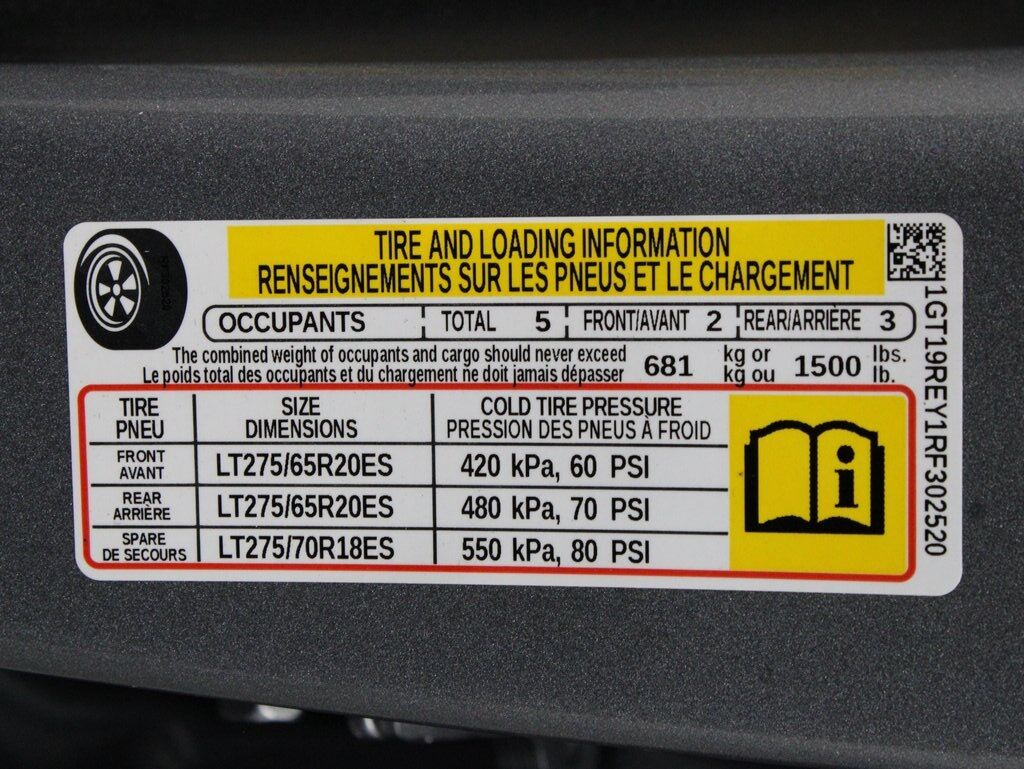 TIRE AND LOADING INFORMATION
RENSEIGNEMENTS SUR LES PNEUS ET LE CHARGEMENT
OCCUPANTS TOTAL 5 FRONT/AVANT 2 REAR/ARRIÈRE 3
The combined weight of occupants and cargo should never exceed 681 kg or 1500 lbs.
Le poids total des occupants et du chargement ne doit jamais dépasser kg ou lb.
TIRE SIZE COLD TIRE PRESSURE
PNEU DIMENSIONS PRESSION DES PNEUS À FROID
FRONT
AVANT LT275/65R20ES 420 kPa, 60 PSI
REAR
ARRIÈRE LT275/65R20ES 480 kPa, 70 PSI
SPARE
DE SECOURS LT275/70R18ES 550 kPa, 80 PSI
1GT19REY1RF302520